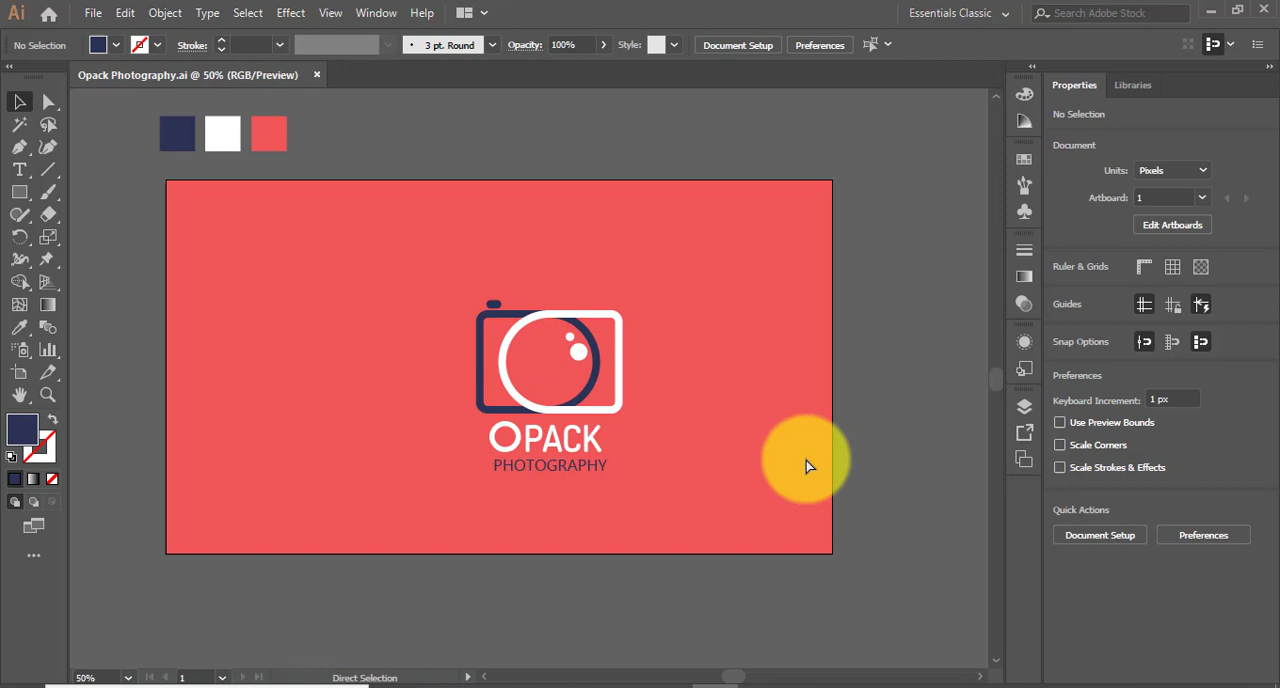 Ai File Edit Object Type Select Effect View Window Help Essentials Classic Search Adobe Stock
No Selection Stroke: 3 pt. Round Opacity: 100% Style: Document Setup Preferences
Opack Photography.ai @ 50% (RGB/Preview)
Properties Libraries
No Selection
Document
Units: Pixels
Artboard: 1
Edit Artboards
Ruler & Grids
Guides
Snap Options
Preferences
Keyboard Increment: 1 px
Use Preview Bounds
Scale Corners
Scale Strokes & Effects
Quick Actions
Document Setup Preferences
OPACK
PHOTOGRAPHY
50% 1 Direct Selection